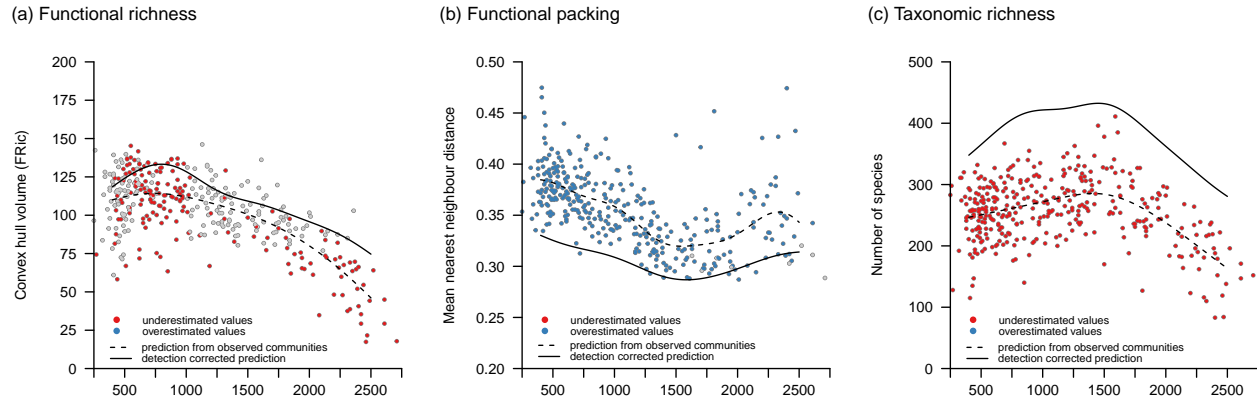 (a) Functional richness
(b) Functional packing
(c) Taxonomic richness
Convex hull volume (FRic)
200
175
150
125
100
75
50
25
0
underestimated values
overestimated values
prediction from observed communities
detection corrected prediction
500
1000
1500
2000
2500
Mean nearest neighbour distance
0.50
0.45
0.40
0.35
0.30
0.25
0.20
underestimated values
overestimated values
prediction from observed communities
detection corrected prediction
500
1000
1500
2000
2500
Number of species
500
400
300
200
100
0
underestimated values
overestimated values
prediction from observed communities
detection corrected prediction
500
1000
1500
2000
2500